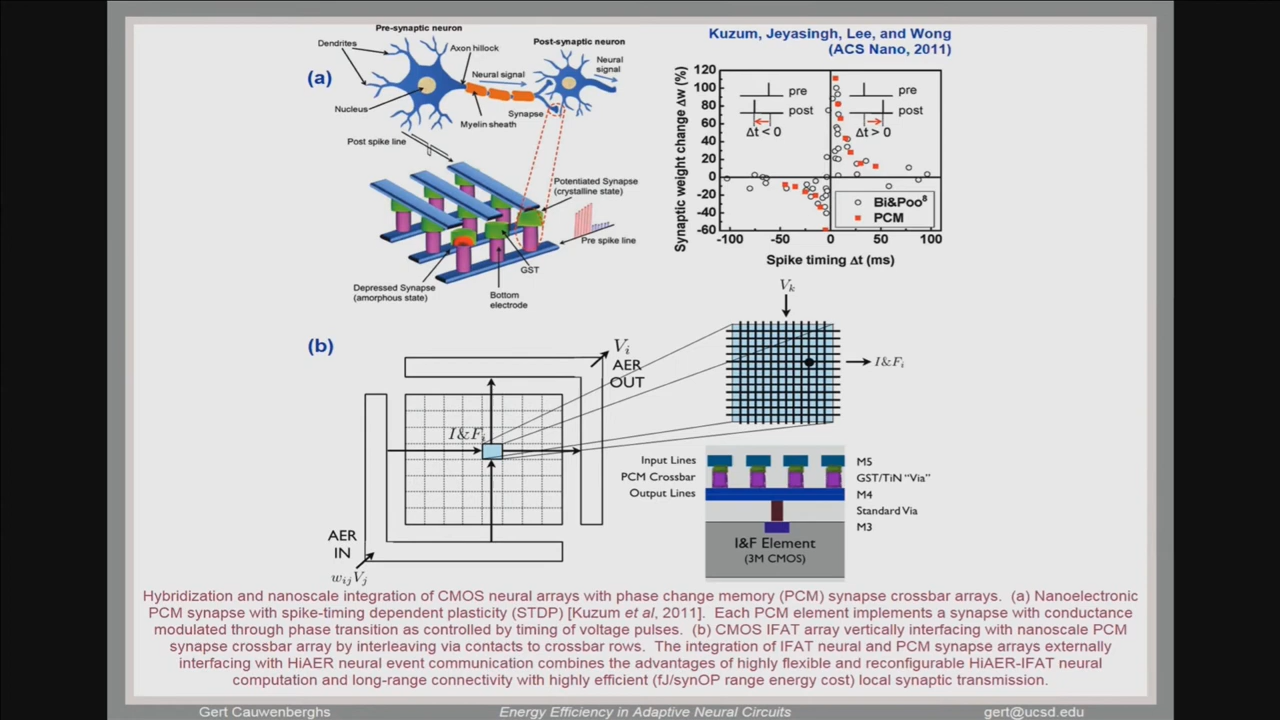 Pre-synaptic neuron
Dendrites
Axon hillock
Post-synaptic neuron
Neural signal
Neural
signal
(a)
Nucleus
Synapse
Myelin sheath
Post spike line
Potentiated Synapse
(crystalline state)
Pre spike line
GST
Depressed Synapse
(amorphous state)
Bottom
electrode
Kuzum, Jeyasingh, Lee, and Wong
(ACS Nano, 2011)
Synaptic weight change Δw (%)
120
100
80
60
40
20
0
-20
-40
-60
pre
post
Δt < 0
pre
post
Δt > 0
Bi&Poo⁸
PCM
-100
-50
0
50
100
Spike timing Δt (ms)
(b)
V_i
AER
OUT
I&F_i
AER
IN
w_ij V_j
V_k
I&F_i
Input Lines
PCM Crossbar
Output Lines
M5
GST/TiN "Via"
M4
Standard Via
M3
I&F Element
(3M CMOS)
Hybridization and nanoscale integration of CMOS neural arrays with phase change memory (PCM) synapse crossbar arrays. (a) Nanoelectronic
PCM synapse with spike-timing dependent plasticity (STDP) [Kuzum et al, 2011]. Each PCM element implements a synapse with conductance
modulated through phase transition as controlled by timing of voltage pulses. (b) CMOS IFAT array vertically interfacing with nanoscale PCM
synapse crossbar array by interleaving via contacts to crossbar rows. The integration of IFAT neural and PCM synapse arrays externally
interfacing with HiAER neural event communication combines the advantages of highly flexible and reconfigurable HiAER-IFAT neural
computation and long-range connectivity with highly efficient (fJ/synOP range energy cost) local synaptic transmission.
Gert Cauwenberghs
Energy Efficiency in Adaptive Neural Circuits
gert@ucsd.edu